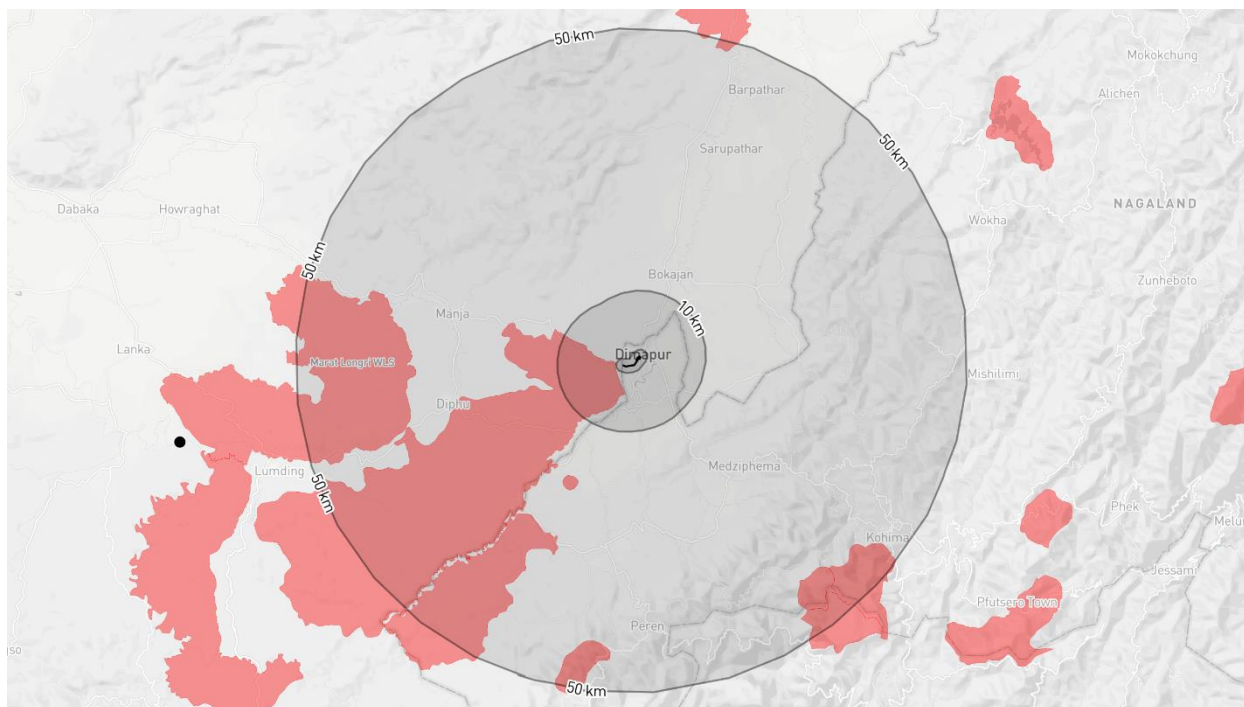 50 km
Mokokchung
Barpathar
Alichen
Sarupathar
50 km
Dabaka
Howraghat
NAGALAND
Wokha
50 km
Bokajan
Zunheboto
Manja
10 km
Lanka
Dimapur
Marat Longri WLS
Mishilimi
Diphu
Lumding
Medziphema
50 km
Phek
Kohima
Jessami
Pfutsero Town
Peren
50 km